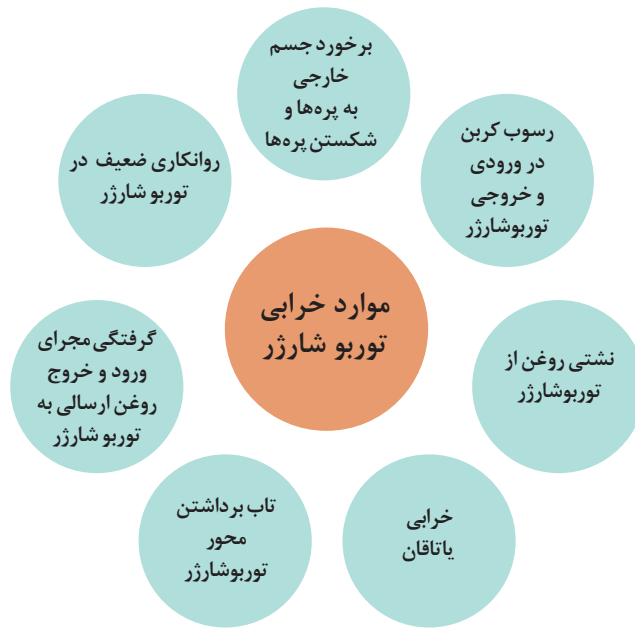 موارد خرابی
توربو شارژر
برخورد جسم
خارجی
به پره‌ها و
شکستن پره‌ها
رسوب کربن
در ورودی
و خروجی
توربوشارژر
نشتی روغن از
توربوشارژر
خرابی
یاتاقان
تاب برداشتن
محور
توربوشارژر
گرفتگی مجرای
ورود و خروج
روغن ارسالی به
توربو شارژر
روانکاری ضعیف در
توربو شارژر